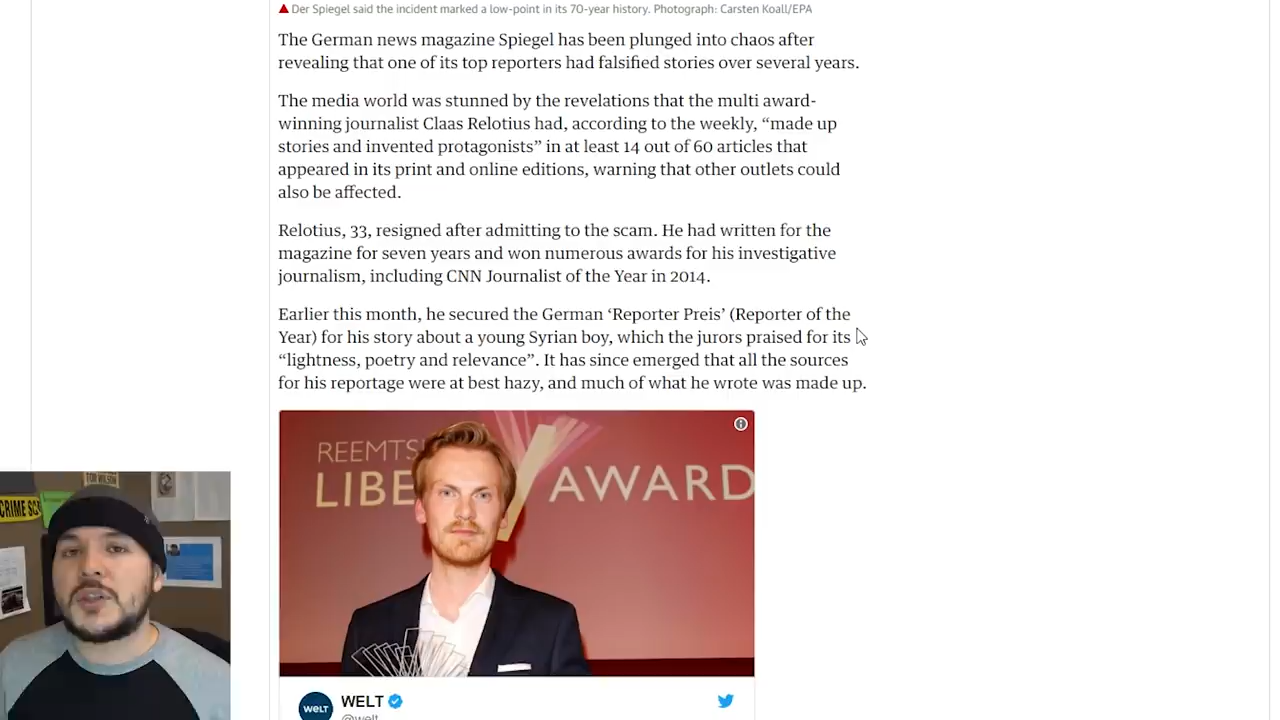 ▲ Der Spiegel said the incident marked a low-point in its 70-year history. Photograph: Carsten Koall/EPA
The German news magazine Spiegel has been plunged into chaos after
revealing that one of its top reporters had falsified stories over several years.
The media world was stunned by the revelations that the multi award-
winning journalist Claas Relotius had, according to the weekly, “made up
stories and invented protagonists” in at least 14 out of 60 articles that
appeared in its print and online editions, warning that other outlets could
also be affected.
Relotius, 33, resigned after admitting to the scam. He had written for the
magazine for seven years and won numerous awards for his investigative
journalism, including CNN Journalist of the Year in 2014.
Earlier this month, he secured the German ‘Reporter Preis’ (Reporter of the
Year) for his story about a young Syrian boy, which the jurors praised for its
“lightness, poetry and relevance”. It has since emerged that all the sources
for his reportage were at best hazy, and much of what he wrote was made up.
REEMTS
LIBE AWARD
CRIME SC
FOR WILSON
WELT
WELT
@welt